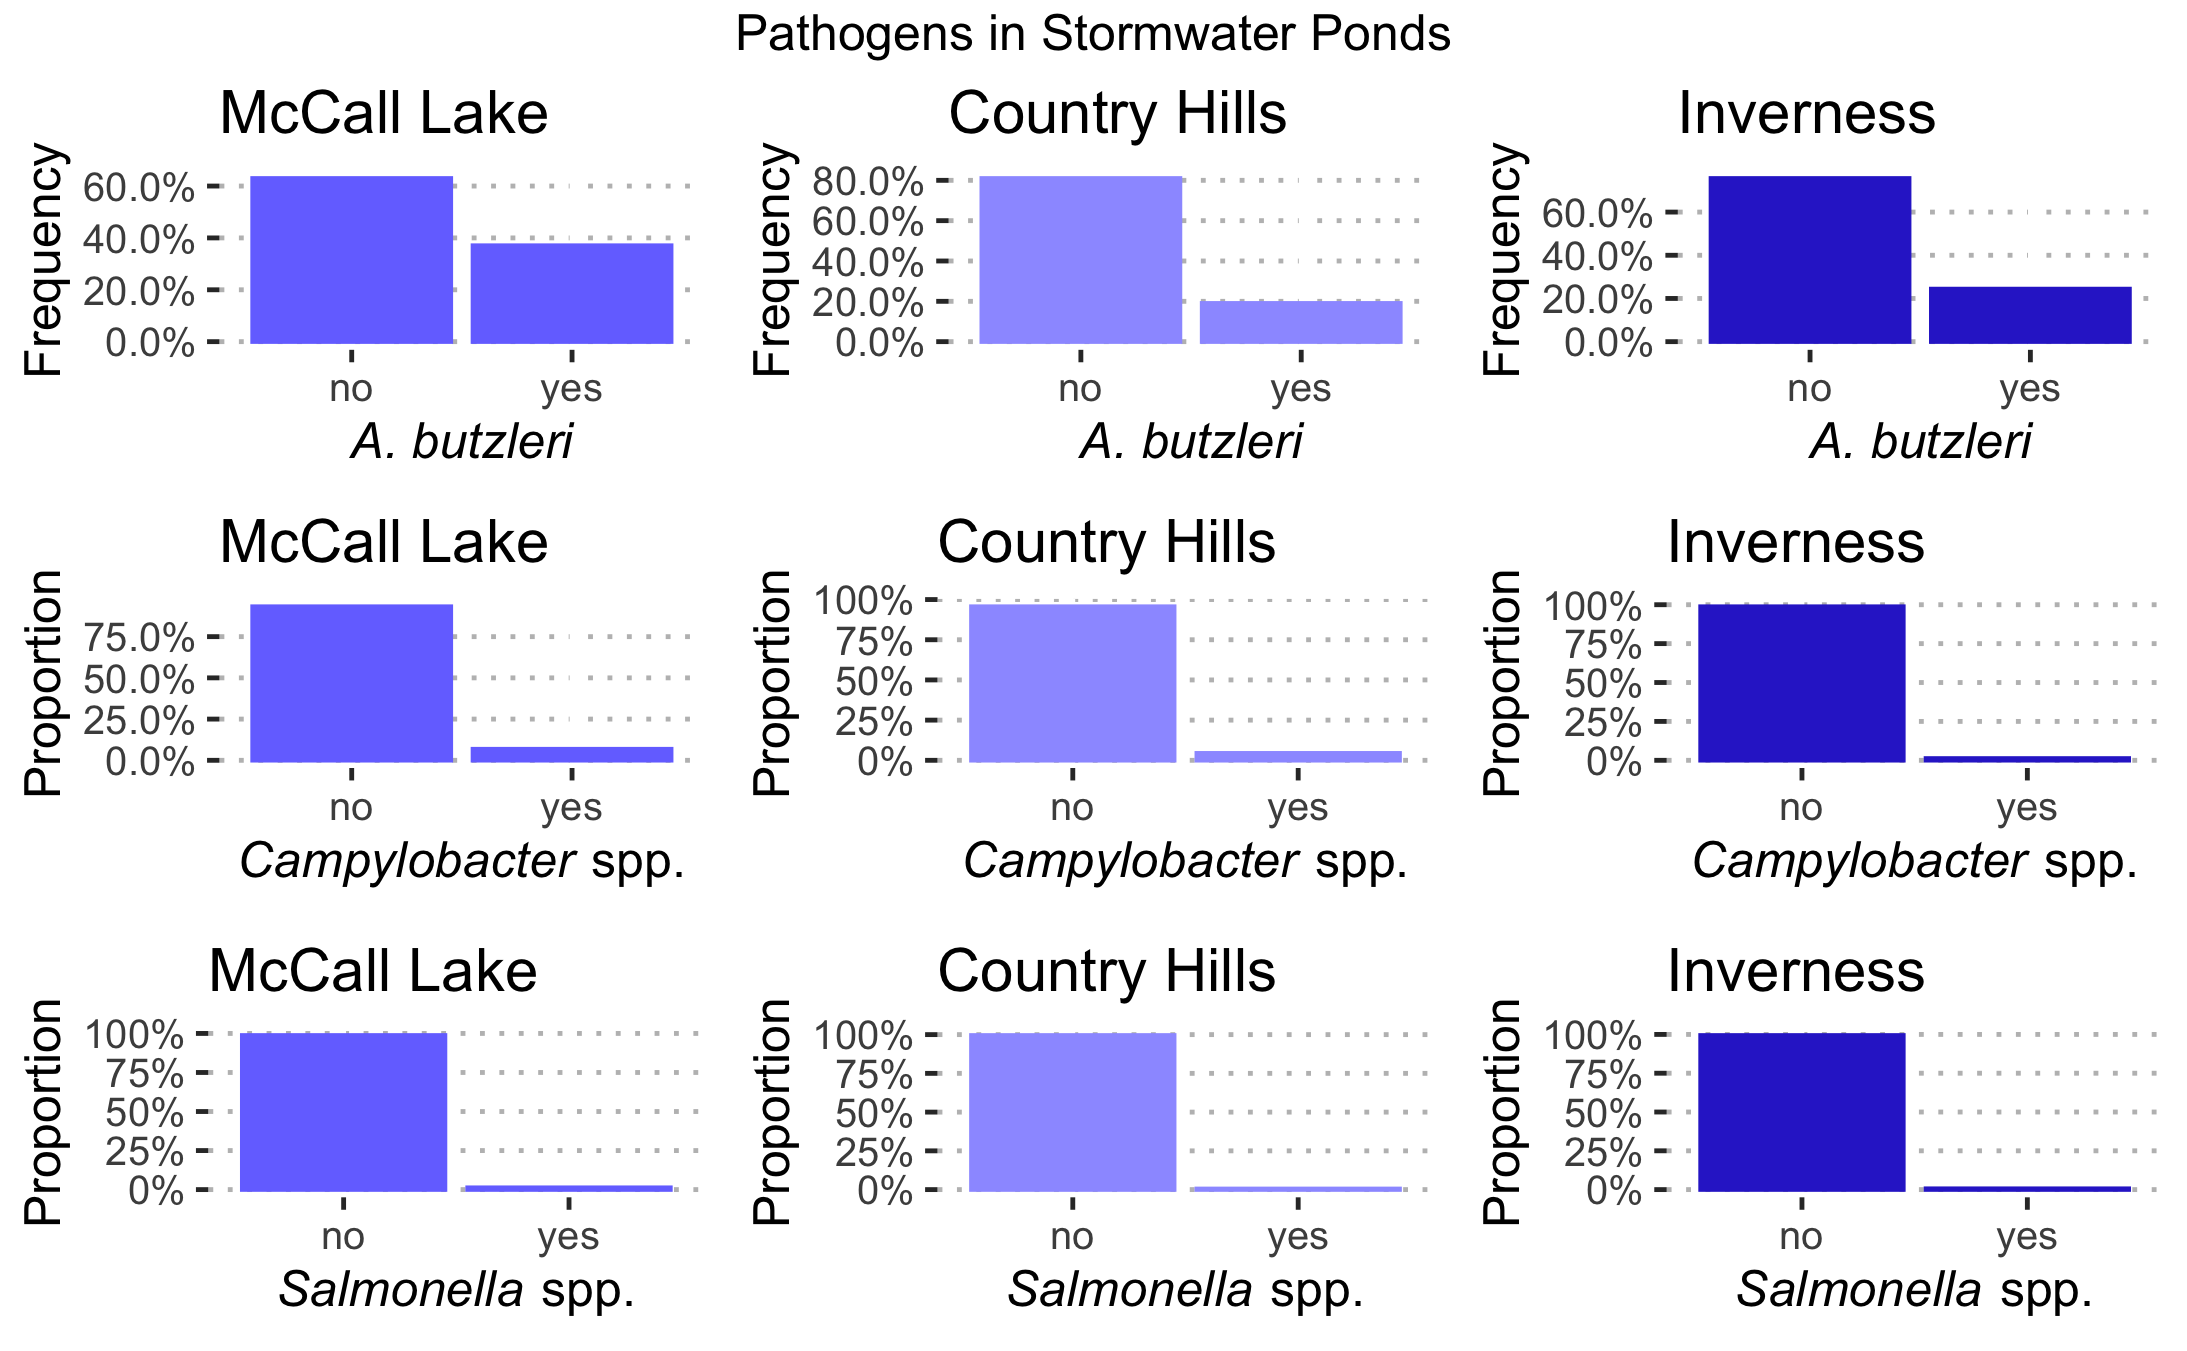 Pathogens in Stormwater Ponds
McCall Lake
Frequency
60.0%
40.0%
20.0%
0.0%
no yes
A. butzleri
Country Hills
Frequency
80.0%
60.0%
40.0%
20.0%
0.0%
no yes
A. butzleri
Inverness
Frequency
60.0%
40.0%
20.0%
0.0%
no yes
A. butzleri
McCall Lake
Proportion
75.0%
50.0%
25.0%
0.0%
no yes
Campylobacter spp.
Country Hills
Proportion
100%
75%
50%
25%
0%
no yes
Campylobacter spp.
Inverness
Proportion
100%
75%
50%
25%
0%
no yes
Campylobacter spp.
McCall Lake
Proportion
100%
75%
50%
25%
0%
no yes
Salmonella spp.
Country Hills
Proportion
100%
75%
50%
25%
0%
no yes
Salmonella spp.
Inverness
Proportion
100%
75%
50%
25%
0%
no yes
Salmonella spp.